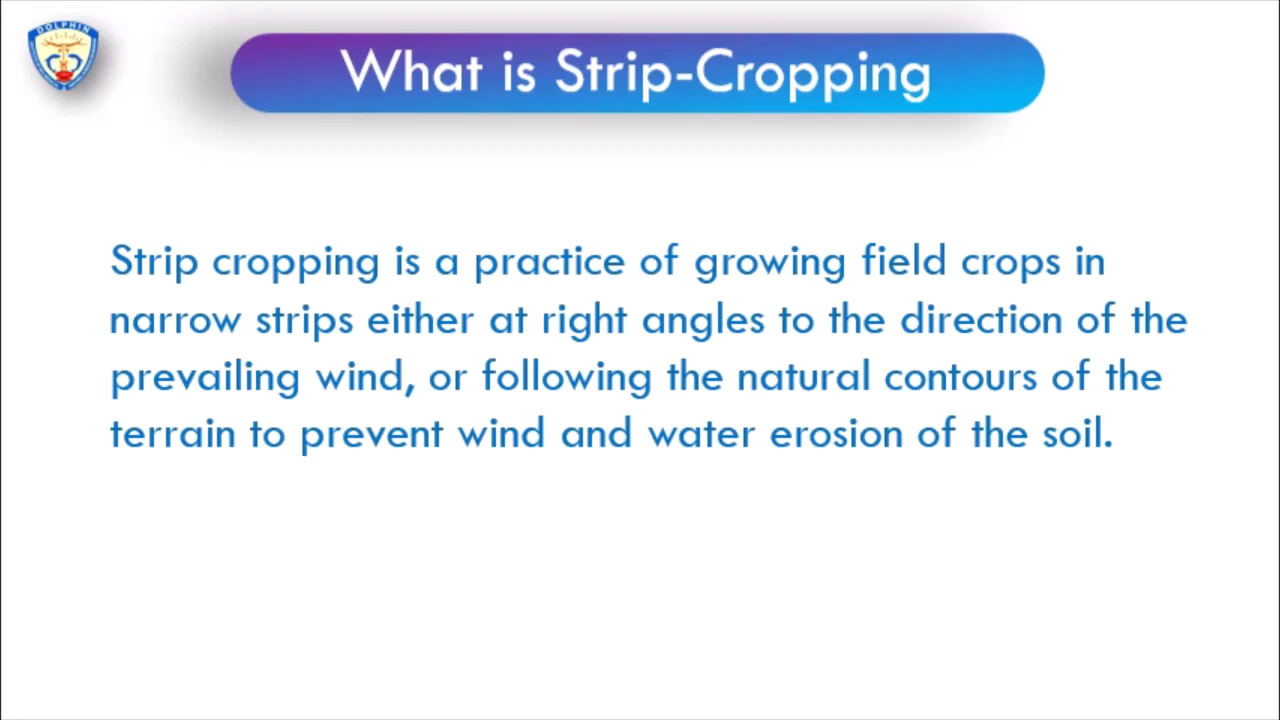 DOLPHIN
What is Strip-Cropping
Strip cropping is a practice of growing field crops in
narrow strips either at right angles to the direction of the
prevailing wind, or following the natural contours of the
terrain to prevent wind and water erosion of the soil.